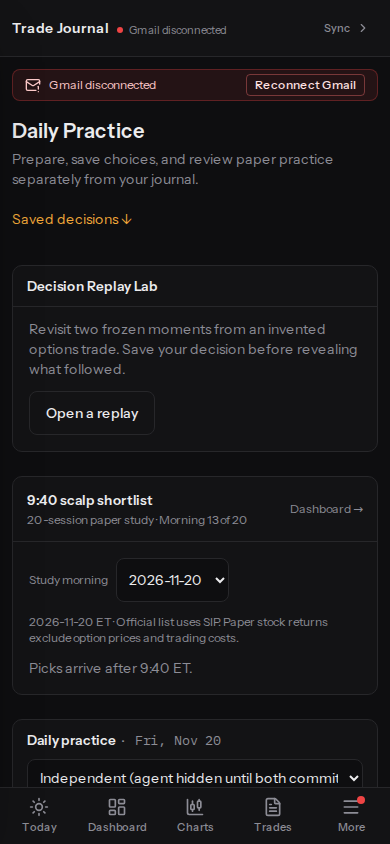 Trade Journal
Gmail disconnected
Sync
Gmail disconnected
Reconnect Gmail
Daily Practice
Prepare, save choices, and review paper practice
separately from your journal.
Saved decisions ↓
Decision Replay Lab
Revisit two frozen moments from an invented
options trade. Save your decision before revealing
what followed.
Open a replay
9:40 scalp shortlist
20-session paper study · Morning 13 of 20
Dashboard →
Study morning
2026-11-20
2026-11-20 ET · Official list uses SIP. Paper stock returns
exclude option prices and trading costs.
Picks arrive after 9:40 ET.
Daily practice · Fri, Nov 20
Independent (agent hidden until both commit
Today
Dashboard
Charts
Trades
More